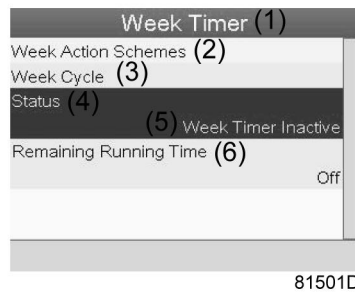 Week Timer (1)
Week Action Schemes (2)
Week Cycle (3)
Status (4)
(5) Week Timer Inactive
Remaining Running Time (6)
Off
81501D